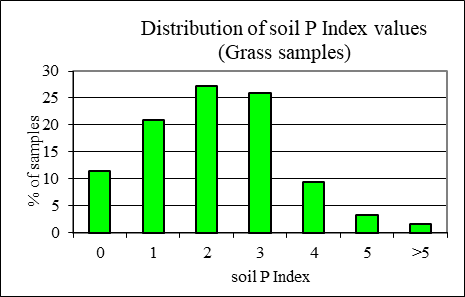 Distribution of soil P Index values
(Grass samples)
30
25
20
15
10
5
0
% of samples
0 1 2 3 4 5 >5
soil P Index